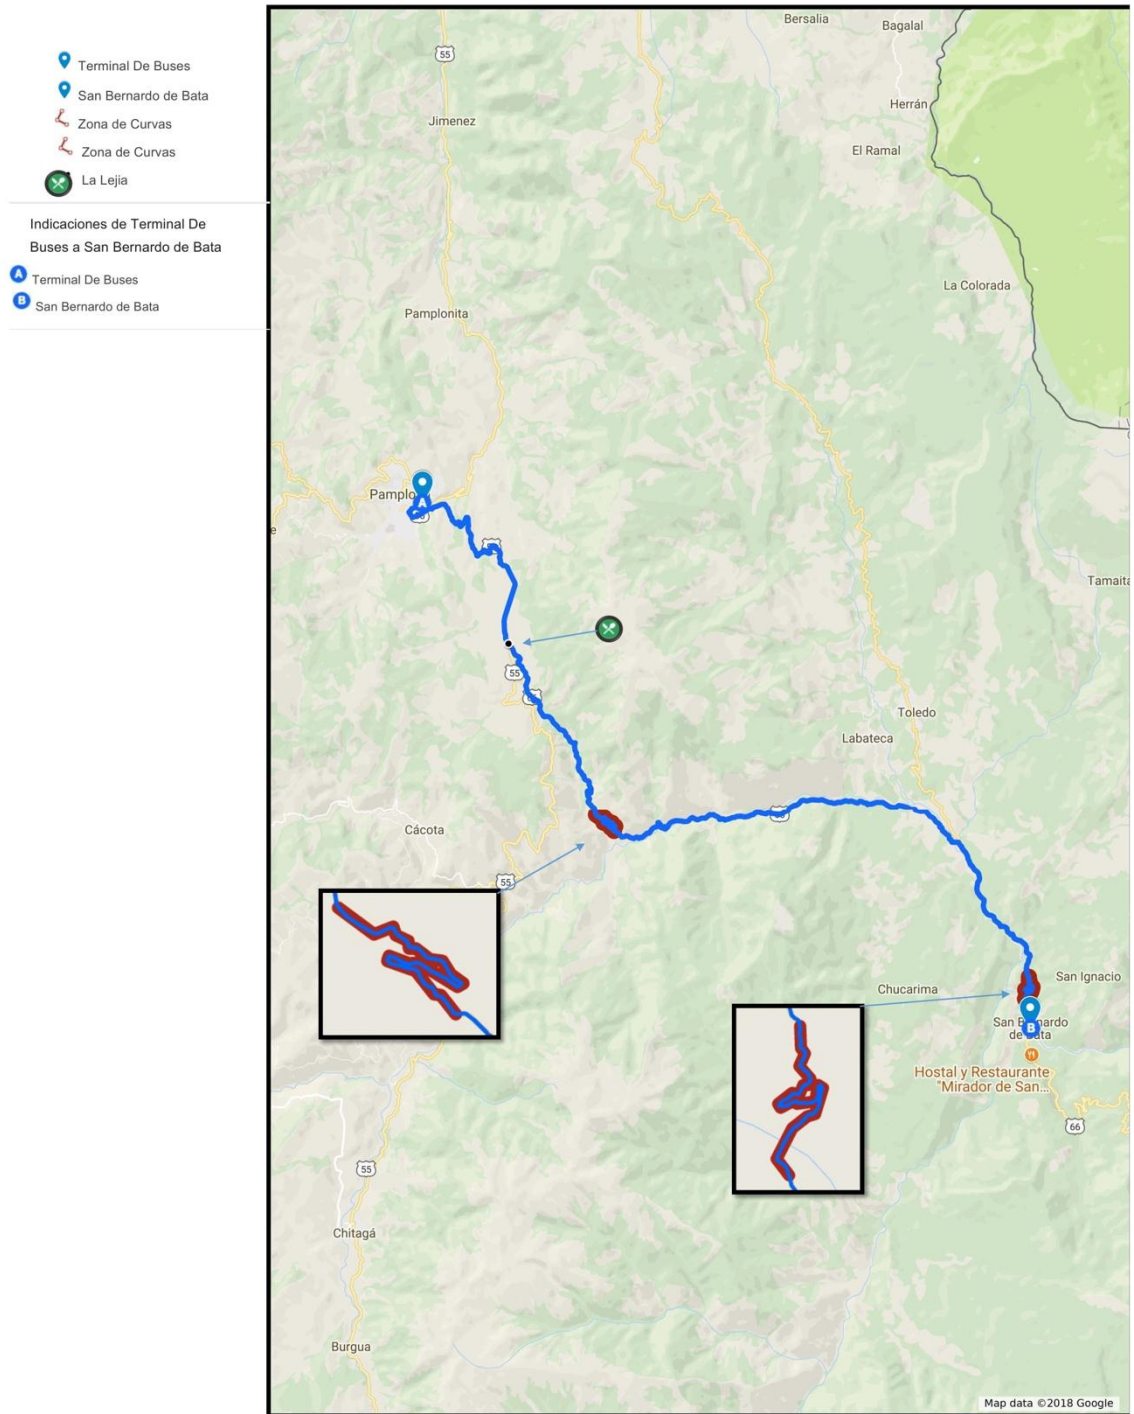 Terminal De Buses
San Bernardo de Bata
Zona de Curvas
Zona de Curvas
La Lejia
Indicaciones de Terminal De
Buses a San Bernardo de Bata
A Terminal De Buses
B San Bernardo de Bata
Bersalia
Bagalal
55
Herrán
Jimenez
El Ramal
La Colorada
Pamplonita
Pamplo
A
e
Tamaita
55
Toledo
Labateca
Cácota
55
San Ignacio
Chucarima
San Bernardo
de Bata
B
Hostal y Restaurante
"Mirador de San...
66
55
Chitagá
Burgua
Map data ©2018 Google